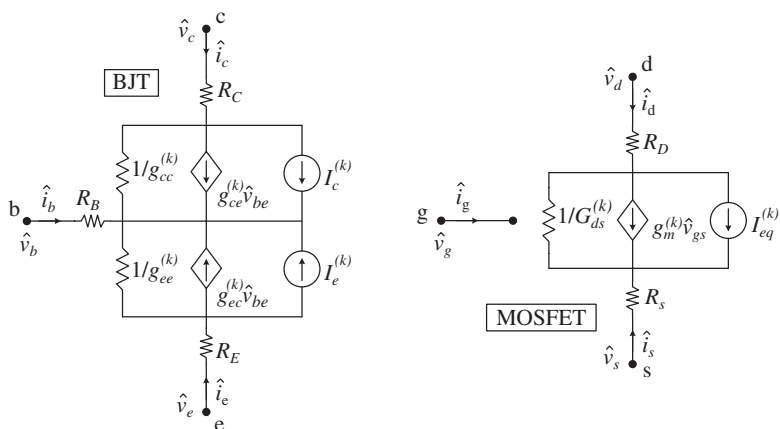 c
v̂_c
î_c
BJT
R_C
1/g_cc^(k)
g_ce^(k) v̂_be
I_c^(k)
b
î_b
R_B
v̂_b
1/g_ee^(k)
g_ec^(k) v̂_be
I_e^(k)
R_E
v̂_e
î_e
e
d
v̂_d
î_d
R_D
g
î_g
v̂_g
1/G_ds^(k)
g_m^(k) v̂_gs
I_eq^(k)
MOSFET
R_s
v̂_s
î_s
s